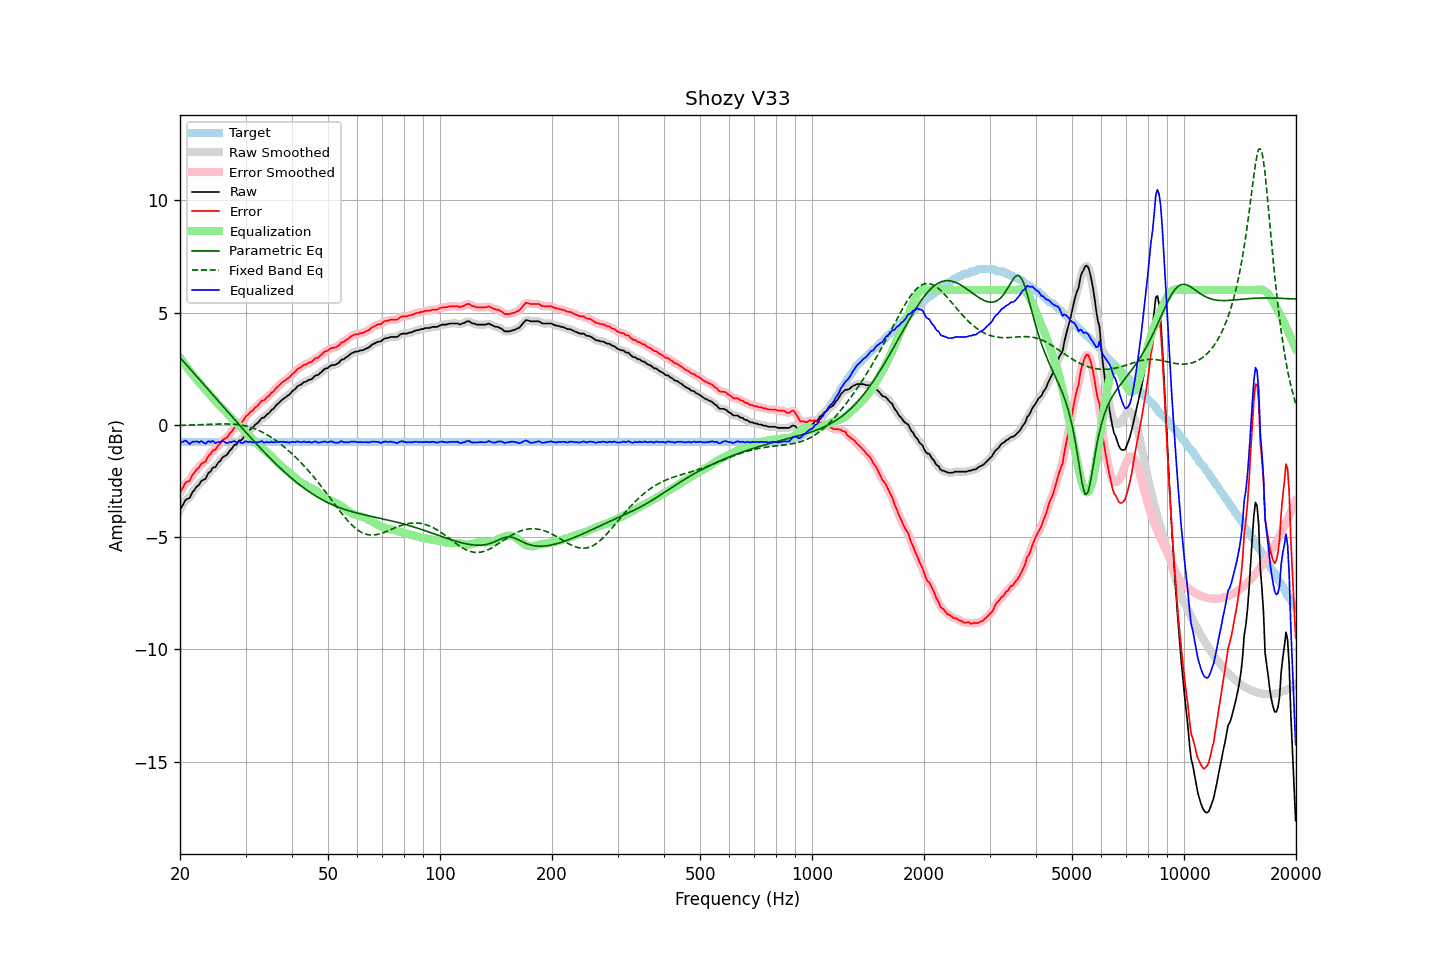 Shozy V33
Target
Raw Smoothed
Error Smoothed
Raw
Error
Equalization
Parametric Eq
Fixed Band Eq
Equalized
10
5
0
−5
−10
−15
Amplitude (dBr)
20
50
100
200
500
1000
2000
5000
10000
20000
Frequency (Hz)